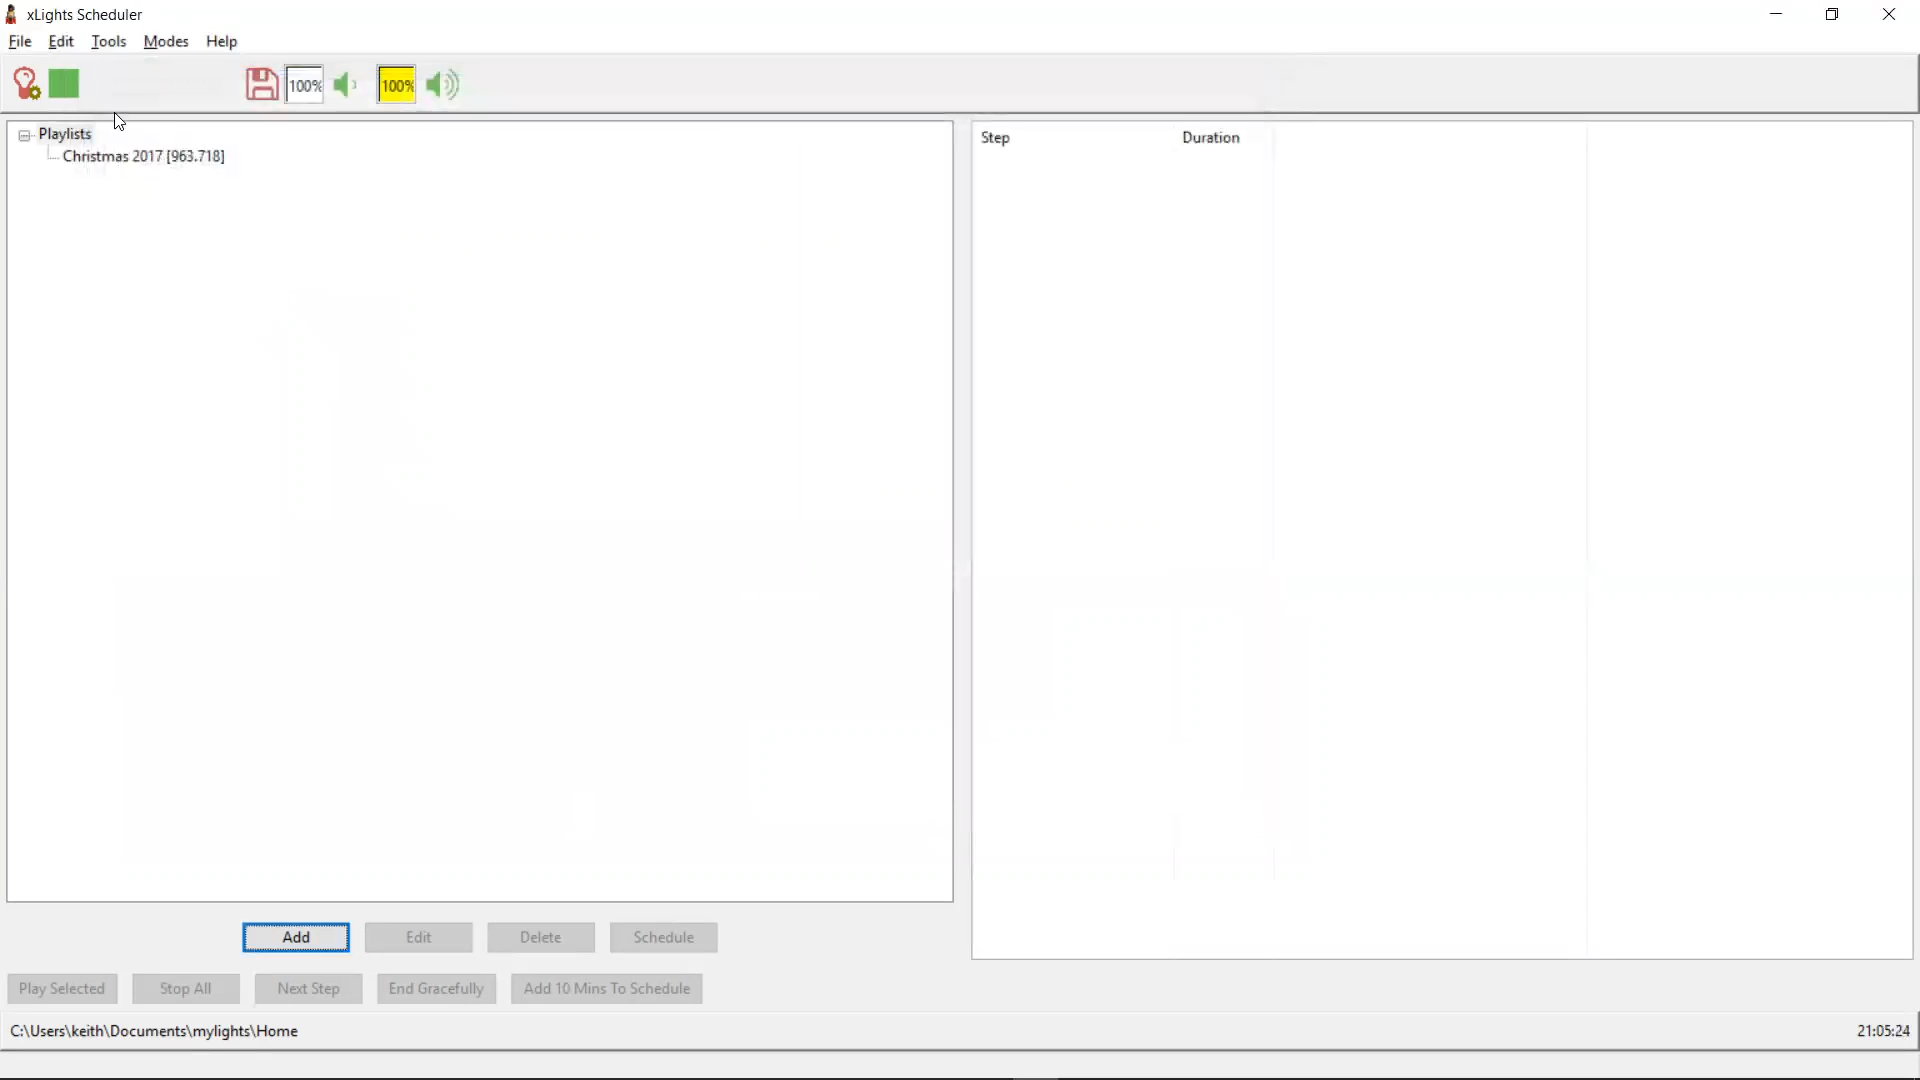 xLights Scheduler
File Edit Tools Modes Help
100% 100%
Playlists
Christmas 2017 [963.718]
Step Duration
Add Edit Delete Schedule
Play Selected Stop All Next Step End Gracefully Add 10 Mins To Schedule
C:\Users\keith\Documents\mylights\Home 21:05:24